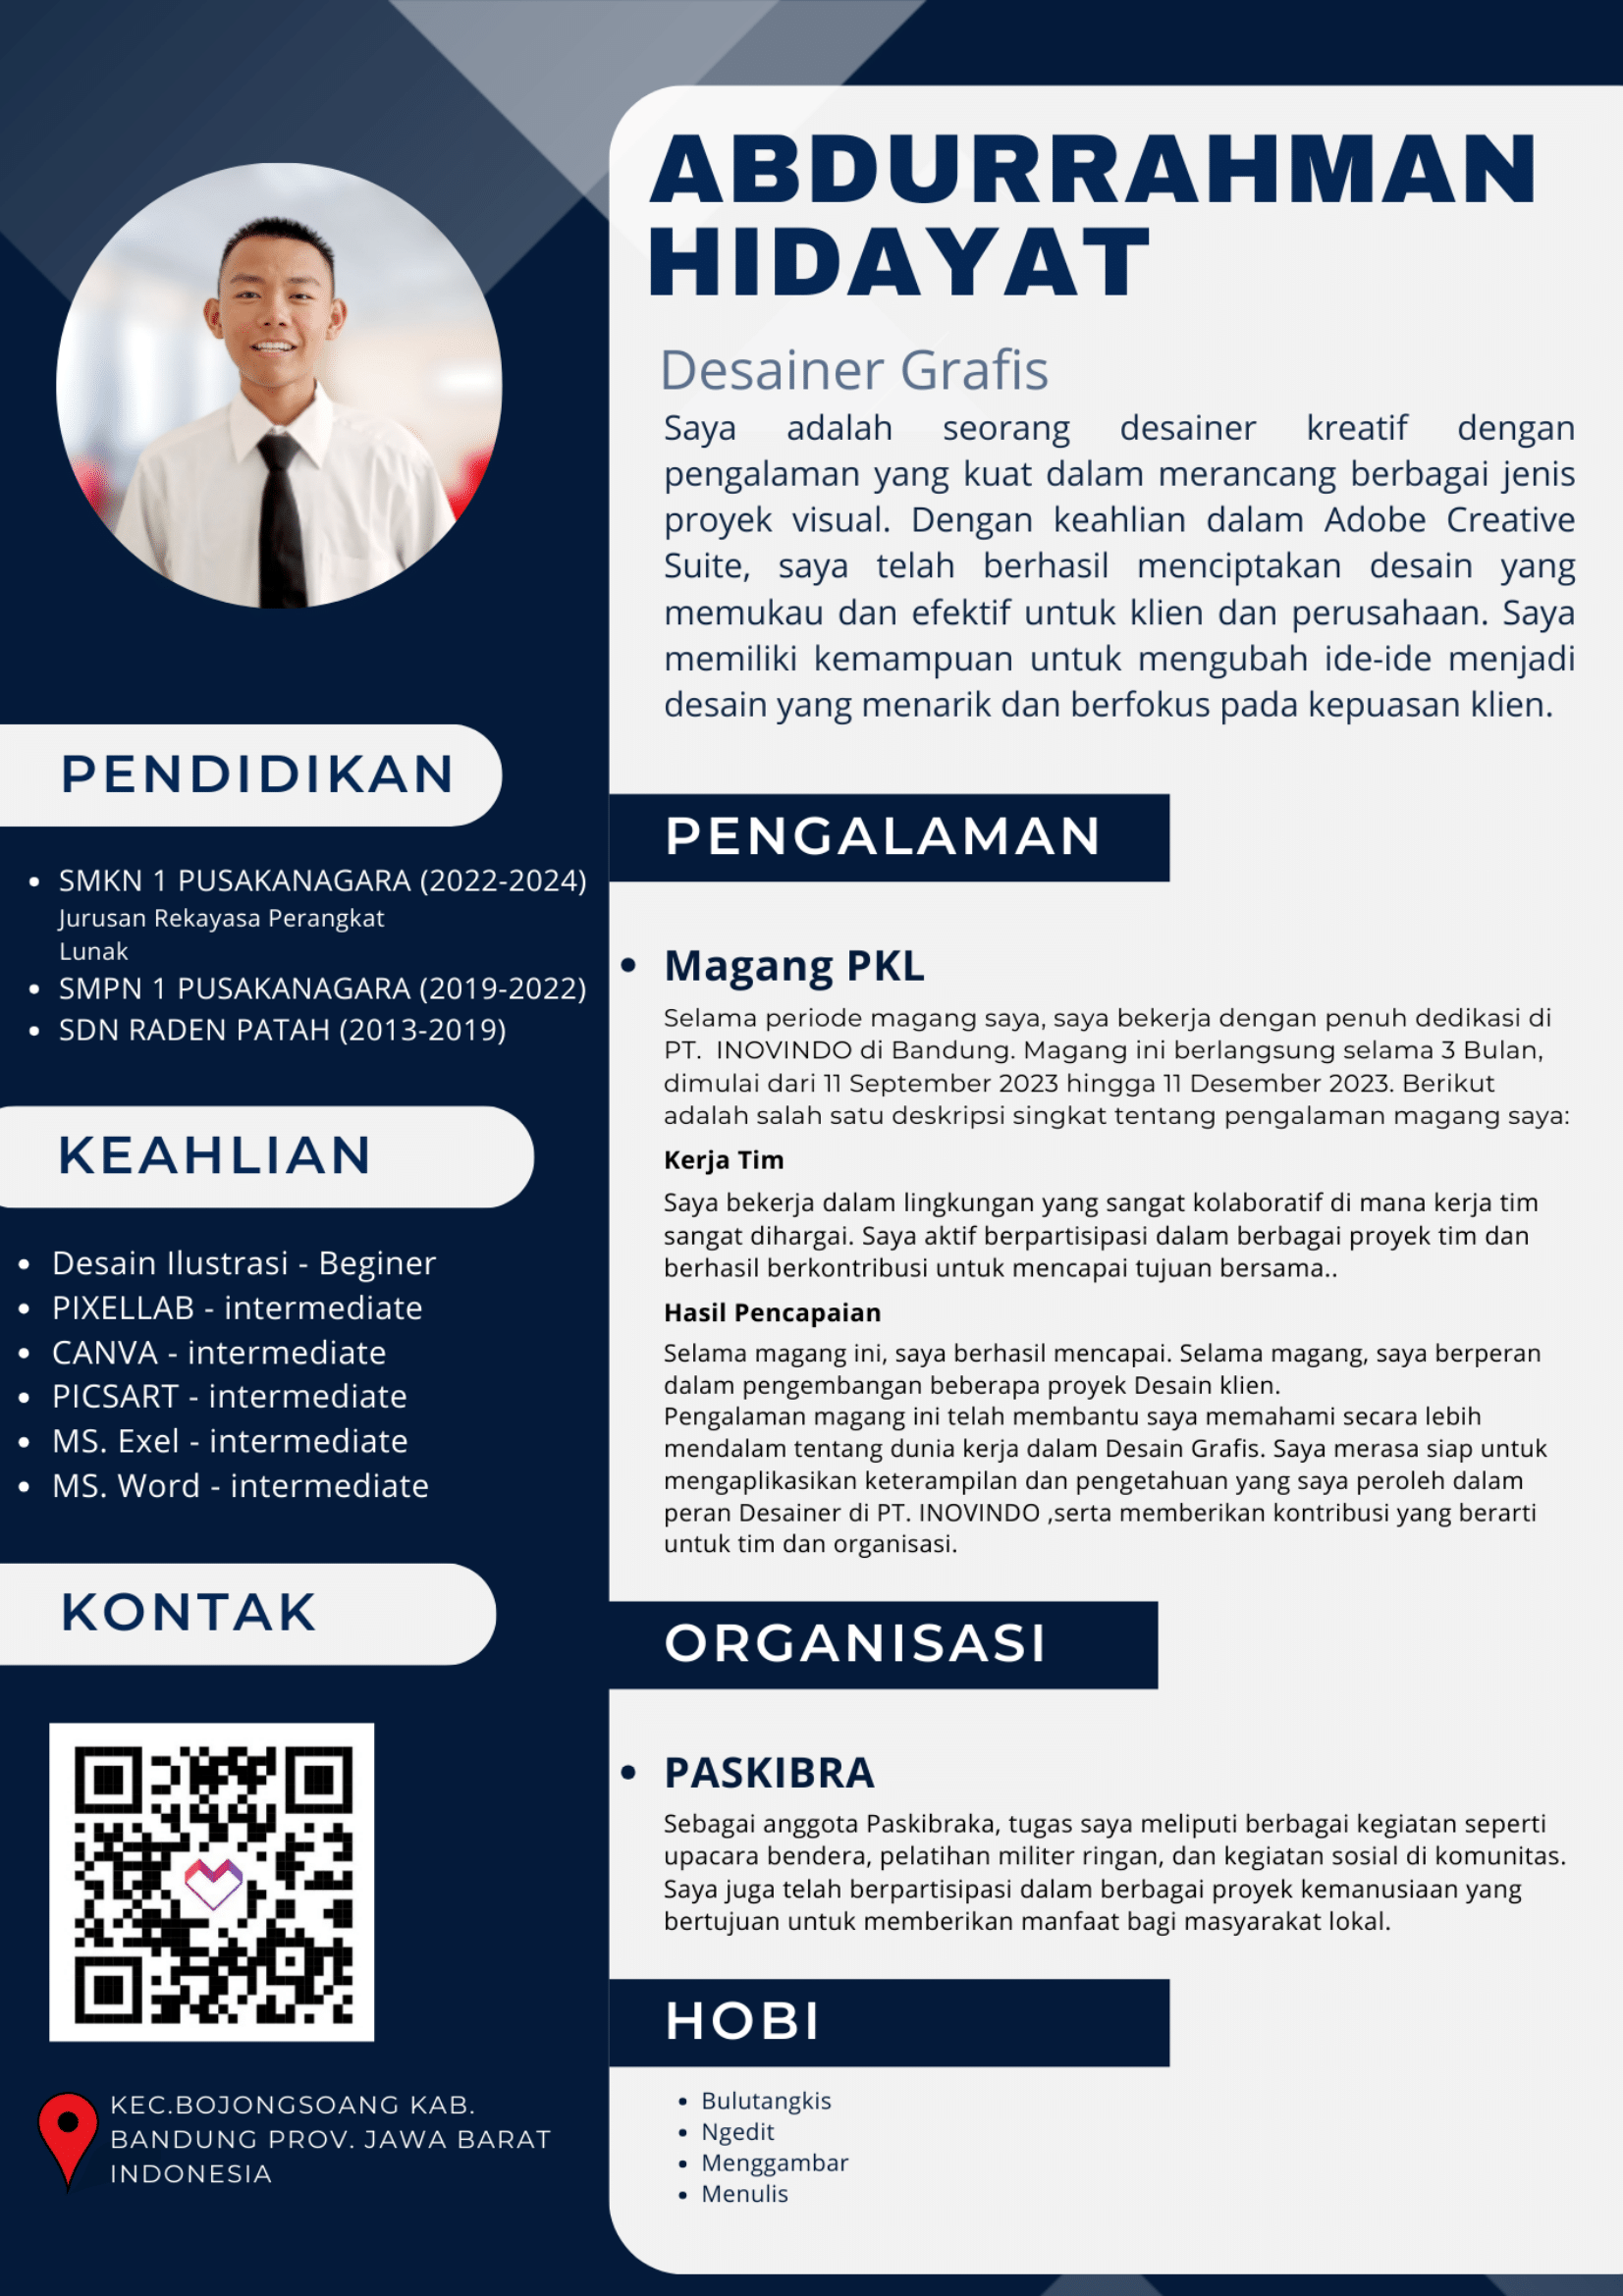 ABDURRAHMAN
HIDAYAT
Desainer Grafis
Saya adalah seorang desainer kreatif dengan
pengalaman yang kuat dalam merancang berbagai jenis
proyek visual. Dengan keahlian dalam Adobe Creative
Suite, saya telah berhasil menciptakan desain yang
memukau dan efektif untuk klien dan perusahaan. Saya
memiliki kemampuan untuk mengubah ide-ide menjadi
desain yang menarik dan berfokus pada kepuasan klien.
PENDIDIKAN
• SMKN 1 PUSAKANAGARA (2022-2024)
Jurusan Rekayasa Perangkat
Lunak
• SMPN 1 PUSAKANAGARA (2019-2022)
• SDN RADEN PATAH (2013-2019)
KEAHLIAN
• Desain Ilustrasi - Beginer
• PIXELLAB - intermediate
• CANVA - intermediate
• PICSART - intermediate
• MS. Exel - intermediate
• MS. Word - intermediate
KONTAK
KEC.BOJONGSOANG KAB.
BANDUNG PROV. JAWA BARAT
INDONESIA
PENGALAMAN
• Magang PKL
Selama periode magang saya, saya bekerja dengan penuh dedikasi di
PT. INOVINDO di Bandung. Magang ini berlangsung selama 3 Bulan,
dimulai dari 11 September 2023 hingga 11 Desember 2023. Berikut
adalah salah satu deskripsi singkat tentang pengalaman magang saya:
Kerja Tim
Saya bekerja dalam lingkungan yang sangat kolaboratif di mana kerja tim
sangat dihargai. Saya aktif berpartisipasi dalam berbagai proyek tim dan
berhasil berkontribusi untuk mencapai tujuan bersama..
Hasil Pencapaian
Selama magang ini, saya berhasil mencapai. Selama magang, saya berperan
dalam pengembangan beberapa proyek Desain klien.
Pengalaman magang ini telah membantu saya memahami secara lebih
mendalam tentang dunia kerja dalam Desain Grafis. Saya merasa siap untuk
mengaplikasikan keterampilan dan pengetahuan yang saya peroleh dalam
peran Desainer di PT. INOVINDO ,serta memberikan kontribusi yang berarti
untuk tim dan organisasi.
ORGANISASI
• PASKIBRA
Sebagai anggota Paskibraka, tugas saya meliputi berbagai kegiatan seperti
upacara bendera, pelatihan militer ringan, dan kegiatan sosial di komunitas.
Saya juga telah berpartisipasi dalam berbagai proyek kemanusiaan yang
bertujuan untuk memberikan manfaat bagi masyarakat lokal.
HOBI
• Bulutangkis
• Ngedit
• Menggambar
• Menulis